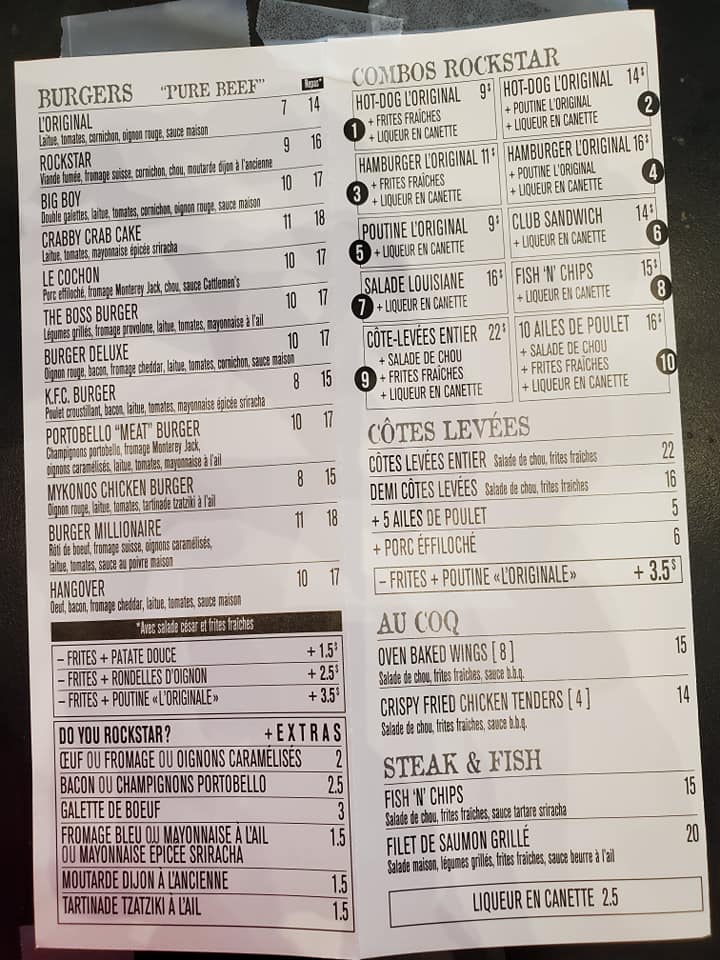 BURGERS "PURE BEEF" Repas*
L'ORIGINAL 7 14
Laitue, tomates, cornichon, oignon rouge, sauce maison
ROCKSTAR 9 16
Viande fumée, fromage suisse, cornichon, chou, moutarde dijon à l'ancienne
BIG BOY 10 17
Double galettes, laitue, tomates, cornichon, oignon rouge, sauce maison
CRABBY CRAB CAKE 11 18
Laitue, tomates, mayonnaise épicée sriracha
LE COCHON 10 17
Porc effiloché, fromage Monterey Jack, chou, sauce Cattlemen's
THE BOSS BURGER 10 17
Légumes grillés, fromage provolone, laitue, tomates, mayonnaise à l'ail
BURGER DELUXE 10 17
Oignon rouge, bacon, fromage cheddar, laitue, tomates, cornichon, sauce maison
K.F.C. BURGER 8 15
Poulet croustillant, bacon, laitue, tomates, mayonnaise épicée sriracha
PORTOBELLO "MEAT" BURGER 10 17
Champignons portobello, fromage Monterey Jack,
oignons caramélisés, laitue, tomates, mayonnaise à l'ail
MYKONOS CHICKEN BURGER 8 15
Oignon rouge, laitue, tomates, tartinade tzatziki à l'ail
BURGER MILLIONAIRE 11 18
Rôti de boeuf, fromage suisse, oignons caramélisés,
laitue, tomates, sauce au poivre maison
HANGOVER 10 17
Oeuf, bacon, fromage cheddar, laitue, tomates, sauce maison
*Avec salade césar et frites fraîches
– FRITES + PATATE DOUCE + 1.5$
– FRITES + RONDELLES D'OIGNON + 2.5$
– FRITES + POUTINE «L'ORIGINALE» + 3.5$
DO YOU ROCKSTAR? + EXTRAS
ŒUF OU FROMAGE OU OIGNONS CARAMÉLISÉS 2
BACON OU CHAMPIGNONS PORTOBELLO 2.5
GALETTE DE BOEUF 3
FROMAGE BLEU OU MAYONNAISE À L'AIL 1.5
OU MAYONNAISE ÉPICÉE SRIRACHA
MOUTARDE DIJON À L'ANCIENNE 1.5
TARTINADE TZATZIKI À L'AIL 1.5
COMBOS ROCKSTAR
1 HOT-DOG L'ORIGINAL 9$
+ FRITES FRAÎCHES
+ LIQUEUR EN CANETTE
HOT-DOG L'ORIGINAL 14$ 2
+ POUTINE L'ORIGINAL
+ LIQUEUR EN CANETTE
3 HAMBURGER L'ORIGINAL 11$
+ FRITES FRAÎCHES
+ LIQUEUR EN CANETTE
HAMBURGER L'ORIGINAL 16$ 4
+ POUTINE L'ORIGINAL
+ LIQUEUR EN CANETTE
5 POUTINE L'ORIGINAL 9$
+ LIQUEUR EN CANETTE
CLUB SANDWICH 14$ 6
+ LIQUEUR EN CANETTE
7 SALADE LOUISIANE 16$
+ LIQUEUR EN CANETTE
FISH 'N' CHIPS 15$ 8
+ LIQUEUR EN CANETTE
9 CÔTE-LEVÉES ENTIER 22$
+ SALADE DE CHOU
+ FRITES FRAÎCHES
+ LIQUEUR EN CANETTE
10 AILES DE POULET 16$ 10
+ SALADE DE CHOU
+ FRITES FRAÎCHES
+ LIQUEUR EN CANETTE
CÔTES LEVÉES
CÔTES LEVÉES ENTIER Salade de chou, frites fraîches 22
DEMI CÔTES LEVÉES Salade de chou, frites fraîches 16
+ 5 AILES DE POULET 5
+ PORC ÉFFILOCHÉ 6
– FRITES + POUTINE «L'ORIGINALE» + 3.5$
AU COQ
OVEN BAKED WINGS [ 8 ] 15
Salade de chou, frites fraîches, sauce b.b.q.
CRISPY FRIED CHICKEN TENDERS [ 4 ] 14
Salade de chou, frites fraîches, sauce b.b.q.
STEAK & FISH
FISH 'N' CHIPS 15
Salade de chou, frites fraîches, sauce tartare sriracha
FILET DE SAUMON GRILLÉ 20
Salade maison, légumes grillés, frites fraîches, sauce beurre à l'ail
LIQUEUR EN CANETTE 2.5